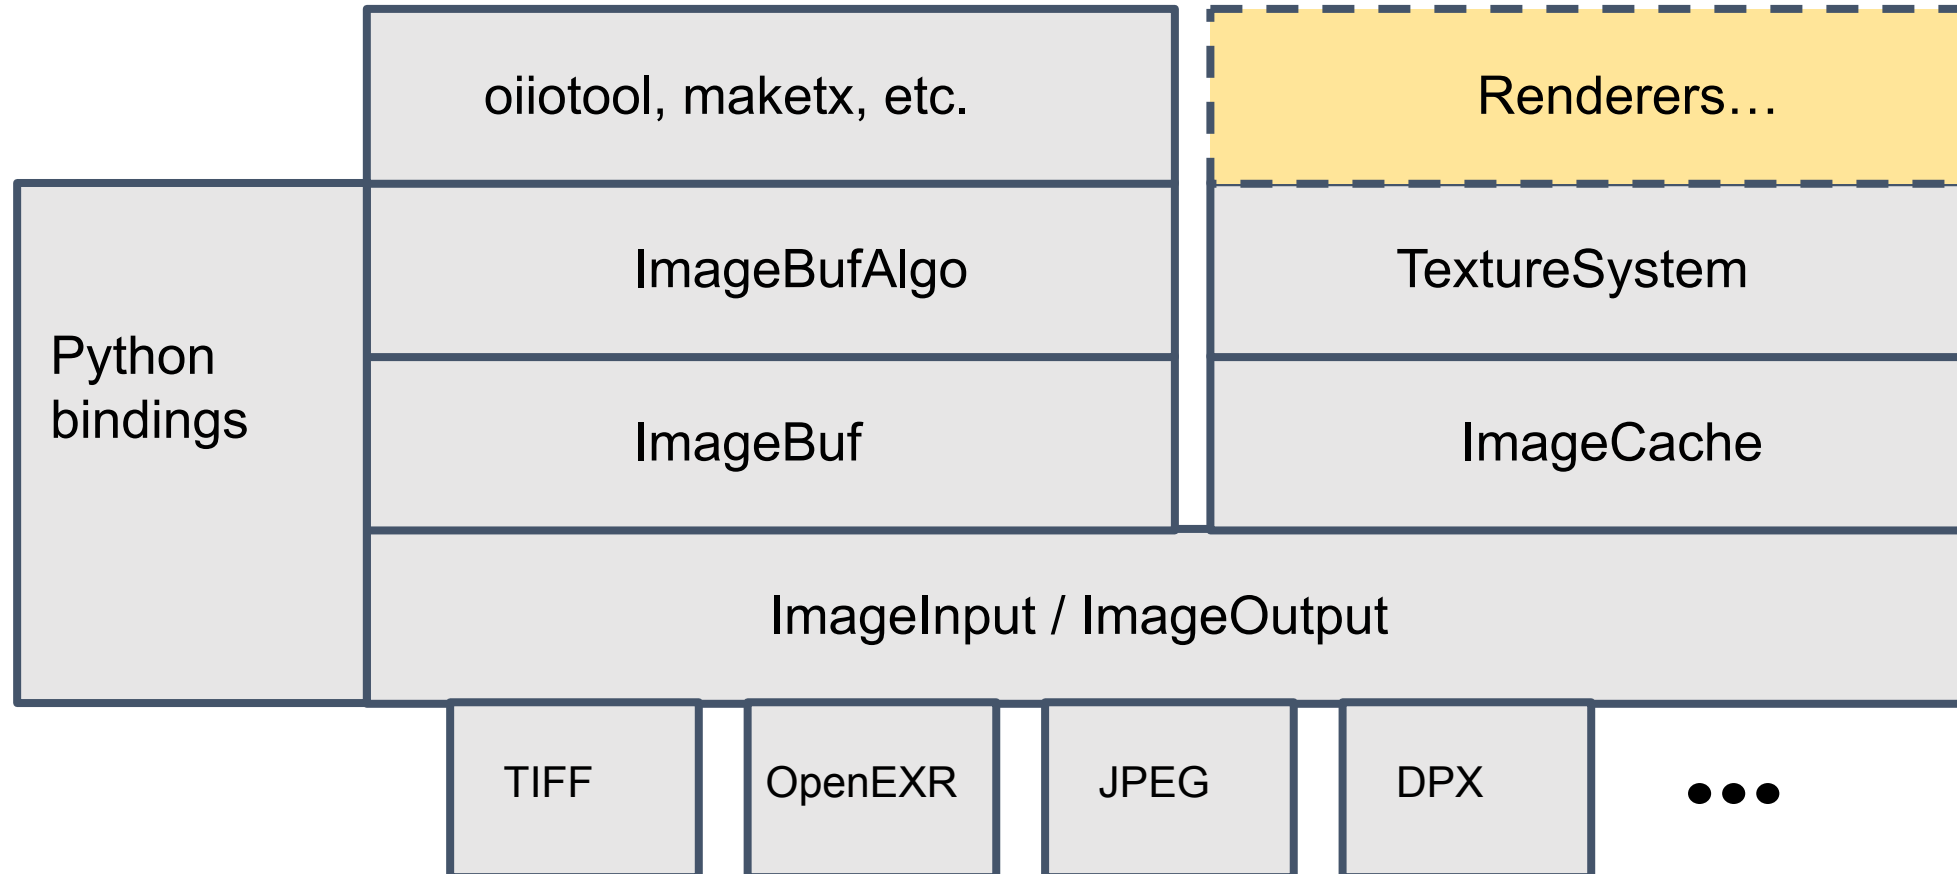 oiiotool, maketx, etc.
Renderers…
ImageBufAlgo
TextureSystem
Python
bindings
ImageBuf
ImageCache
ImageInput / ImageOutput
TIFF
OpenEXR
JPEG
DPX
•••